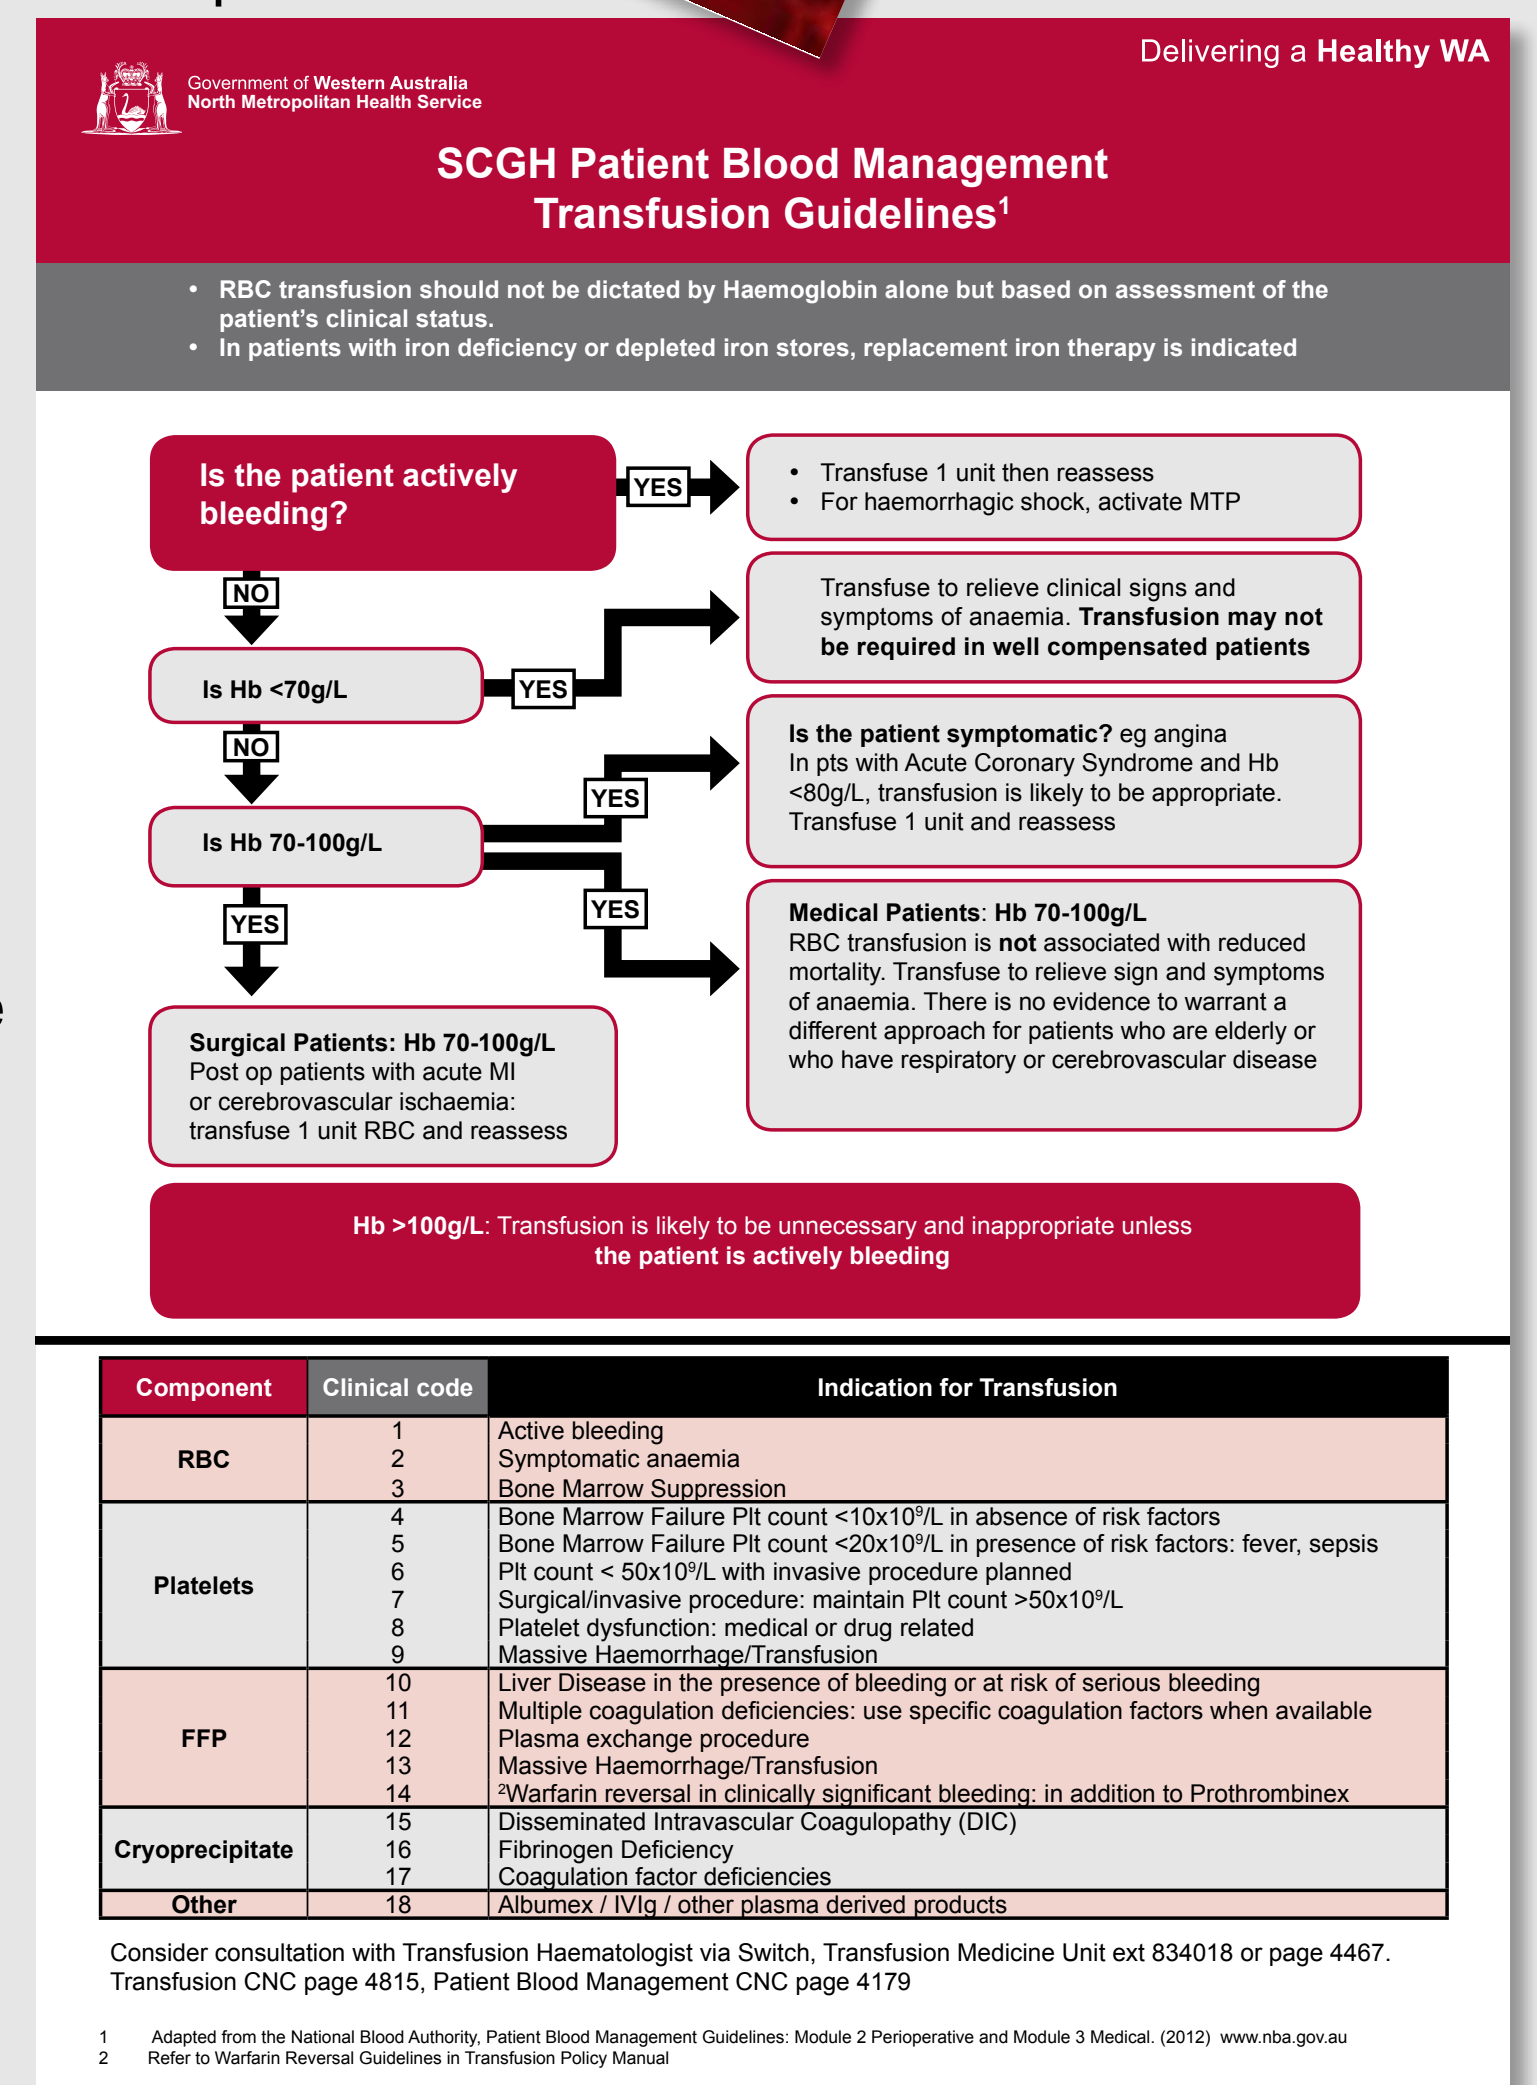 Delivering a Healthy WA
Government of Western Australia
North Metropolitan Health Service
SCGH Patient Blood Management
Transfusion Guidelines¹
• RBC transfusion should not be dictated by Haemoglobin alone but based on assessment of the
patient's clinical status.
• In patients with iron deficiency or depleted iron stores, replacement iron therapy is indicated
Is the patient actively
bleeding?
YES
• Transfuse 1 unit then reassess
• For haemorrhagic shock, activate MTP
NO
Is Hb <70g/L
YES
Transfuse to relieve clinical signs and
symptoms of anaemia. Transfusion may not
be required in well compensated patients
NO
Is Hb 70-100g/L
YES
Is the patient symptomatic? eg angina
In pts with Acute Coronary Syndrome and Hb
<80g/L, transfusion is likely to be appropriate.
Transfuse 1 unit and reassess
YES
Medical Patients: Hb 70-100g/L
RBC transfusion is not associated with reduced
mortality. Transfuse to relieve sign and symptoms
of anaemia. There is no evidence to warrant a
different approach for patients who are elderly or
who have respiratory or cerebrovascular disease
YES
Surgical Patients: Hb 70-100g/L
Post op patients with acute MI
or cerebrovascular ischaemia:
transfuse 1 unit RBC and reassess
Hb >100g/L: Transfusion is likely to be unnecessary and inappropriate unless
the patient is actively bleeding
Component Clinical code Indication for Transfusion
RBC
1 Active bleeding
2 Symptomatic anaemia
3 Bone Marrow Suppression
Platelets
4 Bone Marrow Failure Plt count <10x10⁹/L in absence of risk factors
5 Bone Marrow Failure Plt count <20x10⁹/L in presence of risk factors: fever, sepsis
6 Plt count < 50x10⁹/L with invasive procedure planned
7 Surgical/invasive procedure: maintain Plt count >50x10⁹/L
8 Platelet dysfunction: medical or drug related
9 Massive Haemorrhage/Transfusion
FFP
10 Liver Disease in the presence of bleeding or at risk of serious bleeding
11 Multiple coagulation deficiencies: use specific coagulation factors when available
12 Plasma exchange procedure
13 Massive Haemorrhage/Transfusion
14 ²Warfarin reversal in clinically significant bleeding: in addition to Prothrombinex
Cryoprecipitate
15 Disseminated Intravascular Coagulopathy (DIC)
16 Fibrinogen Deficiency
17 Coagulation factor deficiencies
Other
18 Albumex / IVIg / other plasma derived products
Consider consultation with Transfusion Haematologist via Switch, Transfusion Medicine Unit ext 834018 or page 4467.
Transfusion CNC page 4815, Patient Blood Management CNC page 4179
1 Adapted from the National Blood Authority, Patient Blood Management Guidelines: Module 2 Perioperative and Module 3 Medical. (2012) www.nba.gov.au
2 Refer to Warfarin Reversal Guidelines in Transfusion Policy Manual